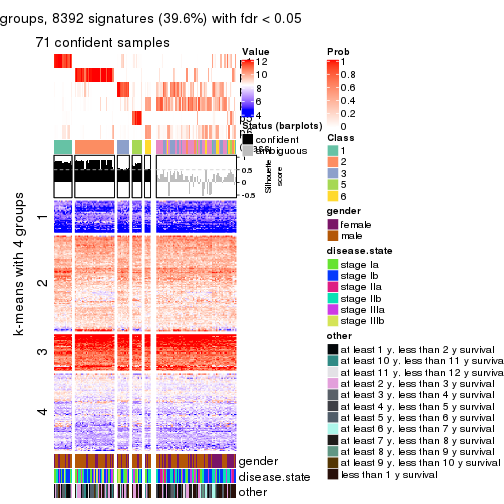 groups, 8392 signatures (39.6%) with fdr < 0.05
71 confident samples
k-means with 4 groups
1
2
3
4
Value
12
10
8
6
4
Status (barplots)
confident
ambiguous
1
0.5
0
-0.5
Silhouette
score
Prob
1
0.8
0.6
0.4
0.2
0
Class
1
2
3
5
6
gender
female
male
disease.state
stage Ia
stage Ib
stage IIa
stage IIb
stage IIIa
stage IIIb
other
at least 1 y. less than 2 y survival
at least 10 y. less than 11 y surviva
at least 11 y. less than 12 y surviva
at least 2 y. less than 3 y survival
at least 3 y. less than 4 y survival
at least 4 y. less than 5 y survival
at least 5 y. less than 6 y survival
at least 6 y. less than 7 y survival
at least 7 y. less than 8 y survival
at least 8 y. less than 9 y survival
at least 9 y. less than 10 y survival
less than 1 y survival
gender
disease.state
other